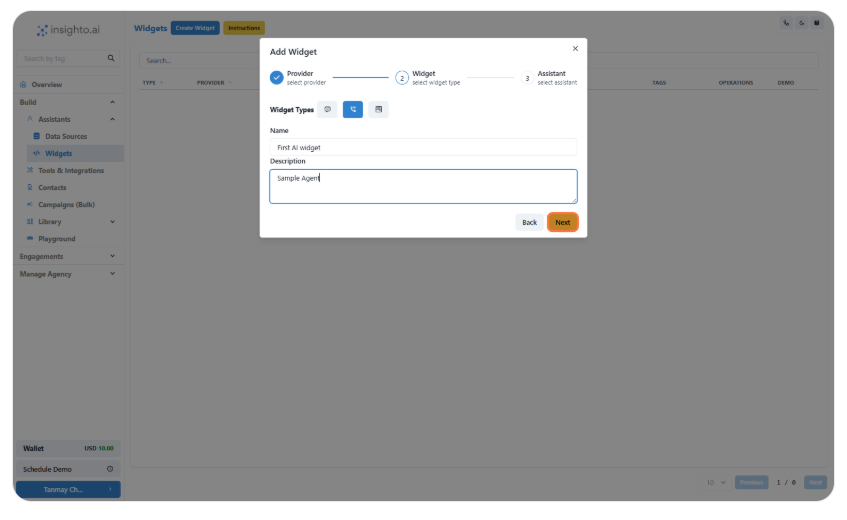 insighto.ai
Widgets Create Widget Instructions
Search by tag
Search...
TYPE PROVIDER TAGS OPERATIONS DEMO
Overview
Build
Assistants
Data Sources
Widgets
Tools & Integrations
Contacts
Campaigns (Bulk)
Library
Playground
Engagements
Manage Agency
Add Widget
Provider
select provider
2 Widget
select widget type
3 Assistant
select assistant
Widget Types
Name
First AI widget
Description
Sample Agent
Back Next
Wallet USD 10.00
Schedule Demo
Tanmay Ch...
10 Previous 1 / 0 Next